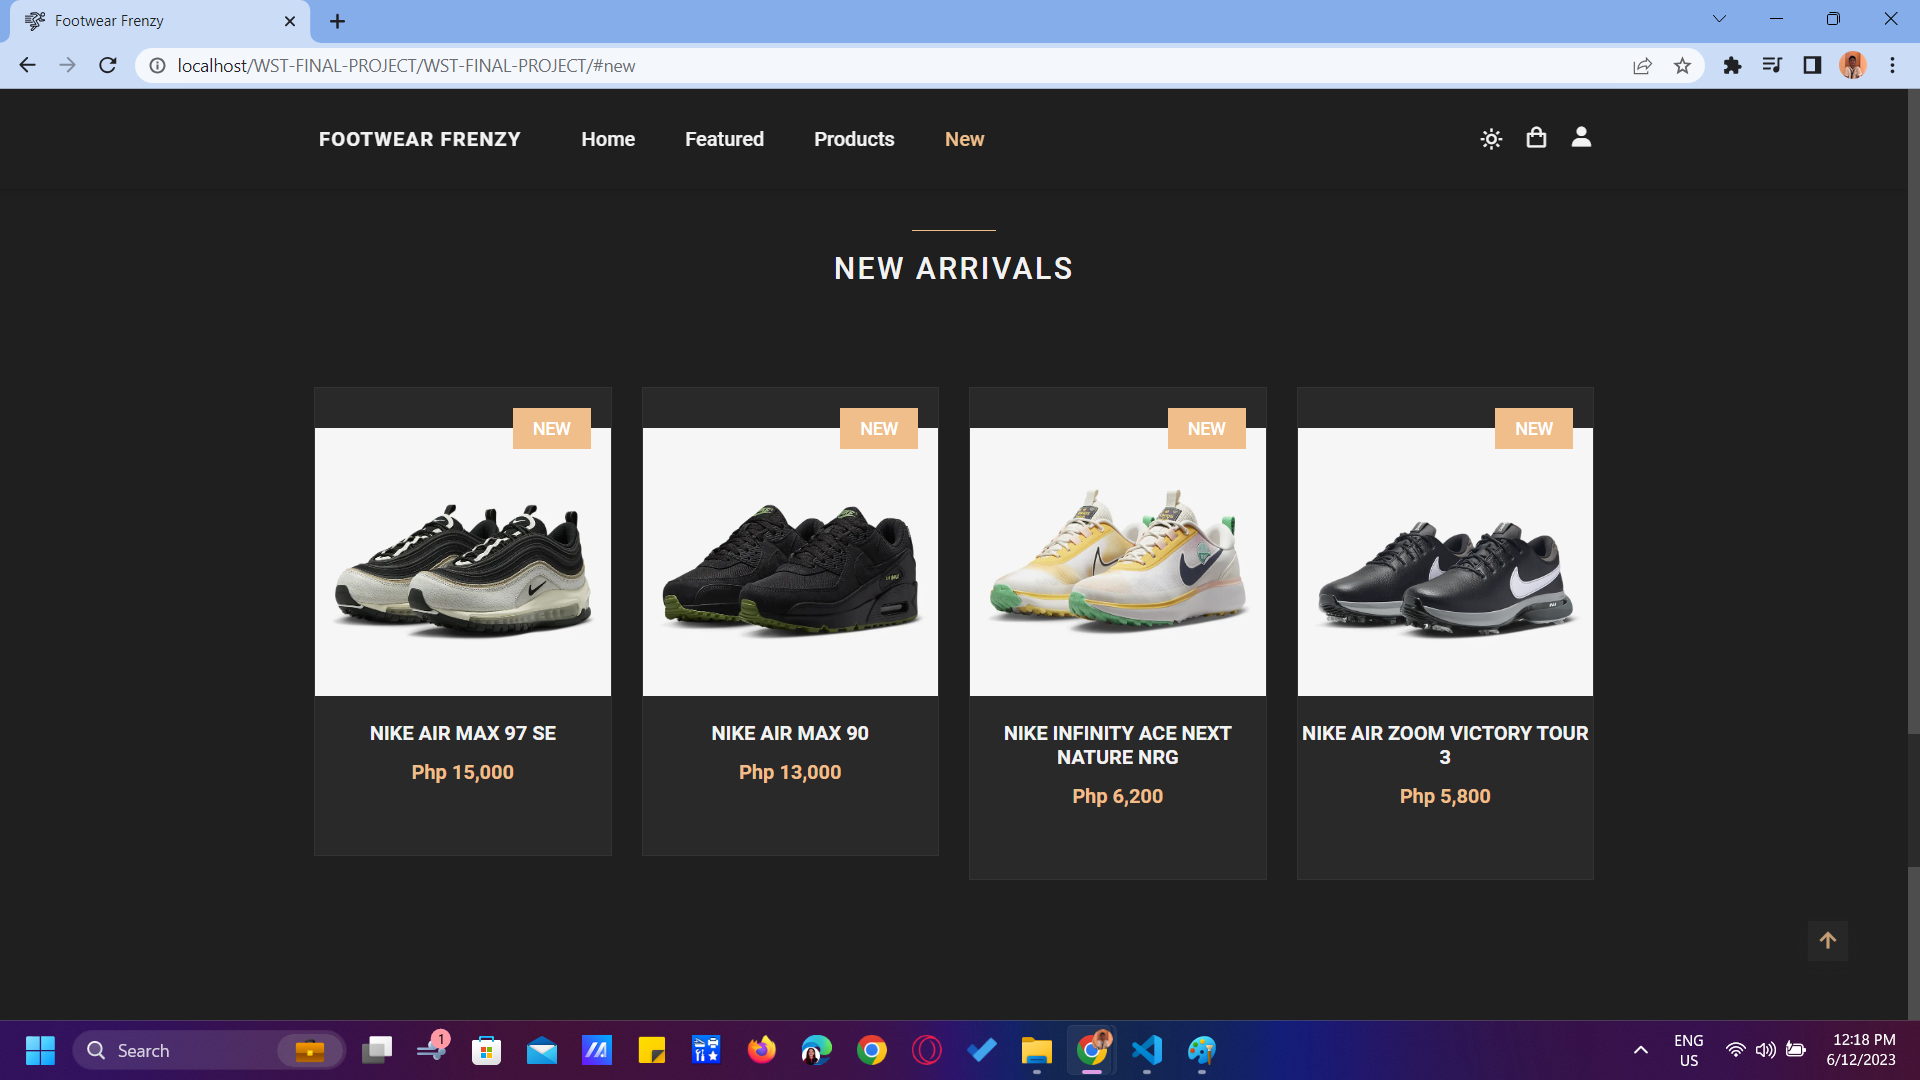 Footwear Frenzy
localhost/WST-FINAL-PROJECT/WST-FINAL-PROJECT/#new
FOOTWEAR FRENZY Home Featured Products New
NEW ARRIVALS
NEW NEW NEW NEW
NIKE AIR MAX 97 SE
Php 15,000
NIKE AIR MAX 90
Php 13,000
NIKE INFINITY ACE NEXT
NATURE NRG
Php 6,200
NIKE AIR ZOOM VICTORY TOUR
3
Php 5,800
Search
1
ENG
US
12:18 PM
6/12/2023